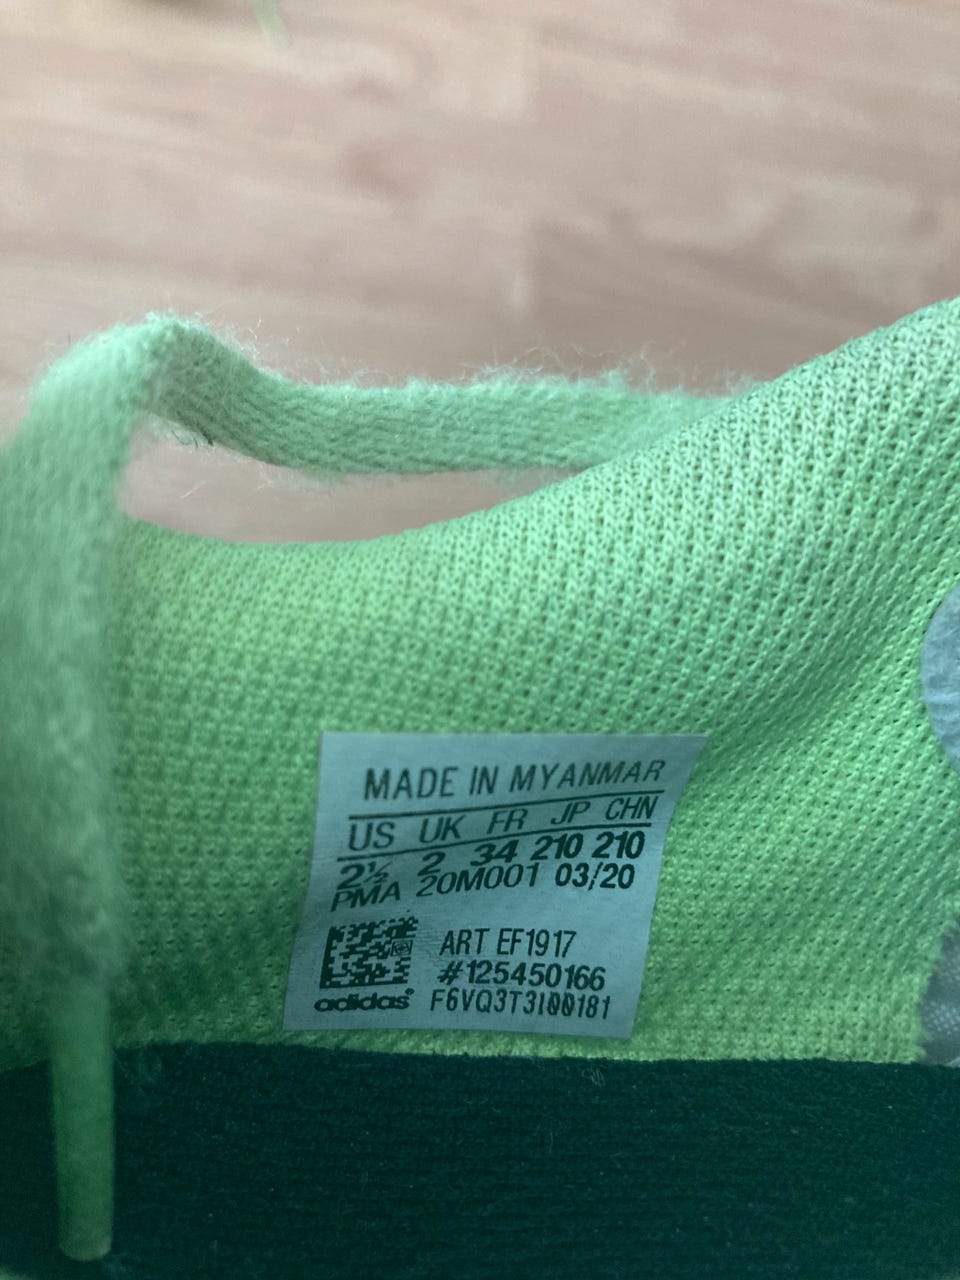 MADE IN MYANMAR
US UK FR JP CHN
2½ 2 34 210 210
PMA 20M001 03/20
ART EF1917
#125450166
adidas® F6VQ3T3I00181